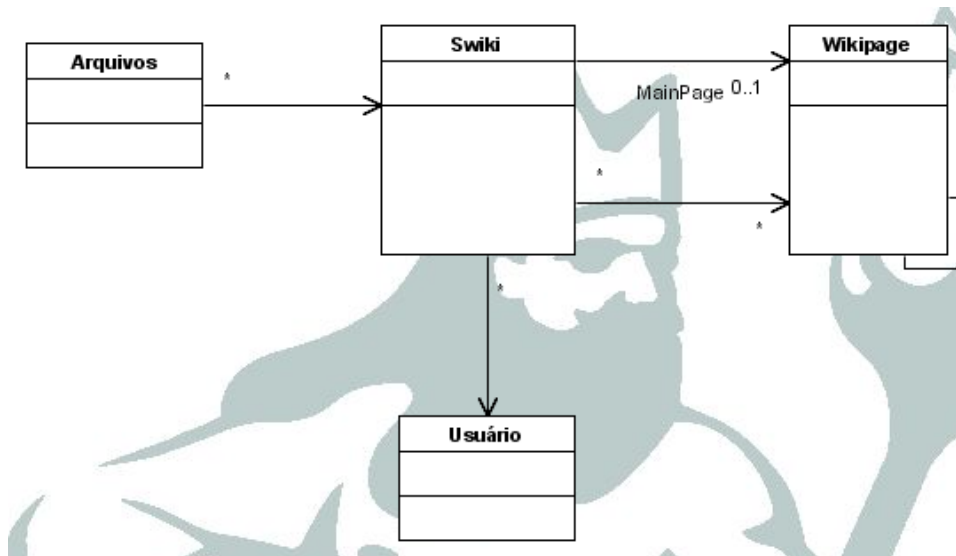 Arquivos
*
Swiki
Wikipage
MainPage 0..1
*
*
*
Usuário